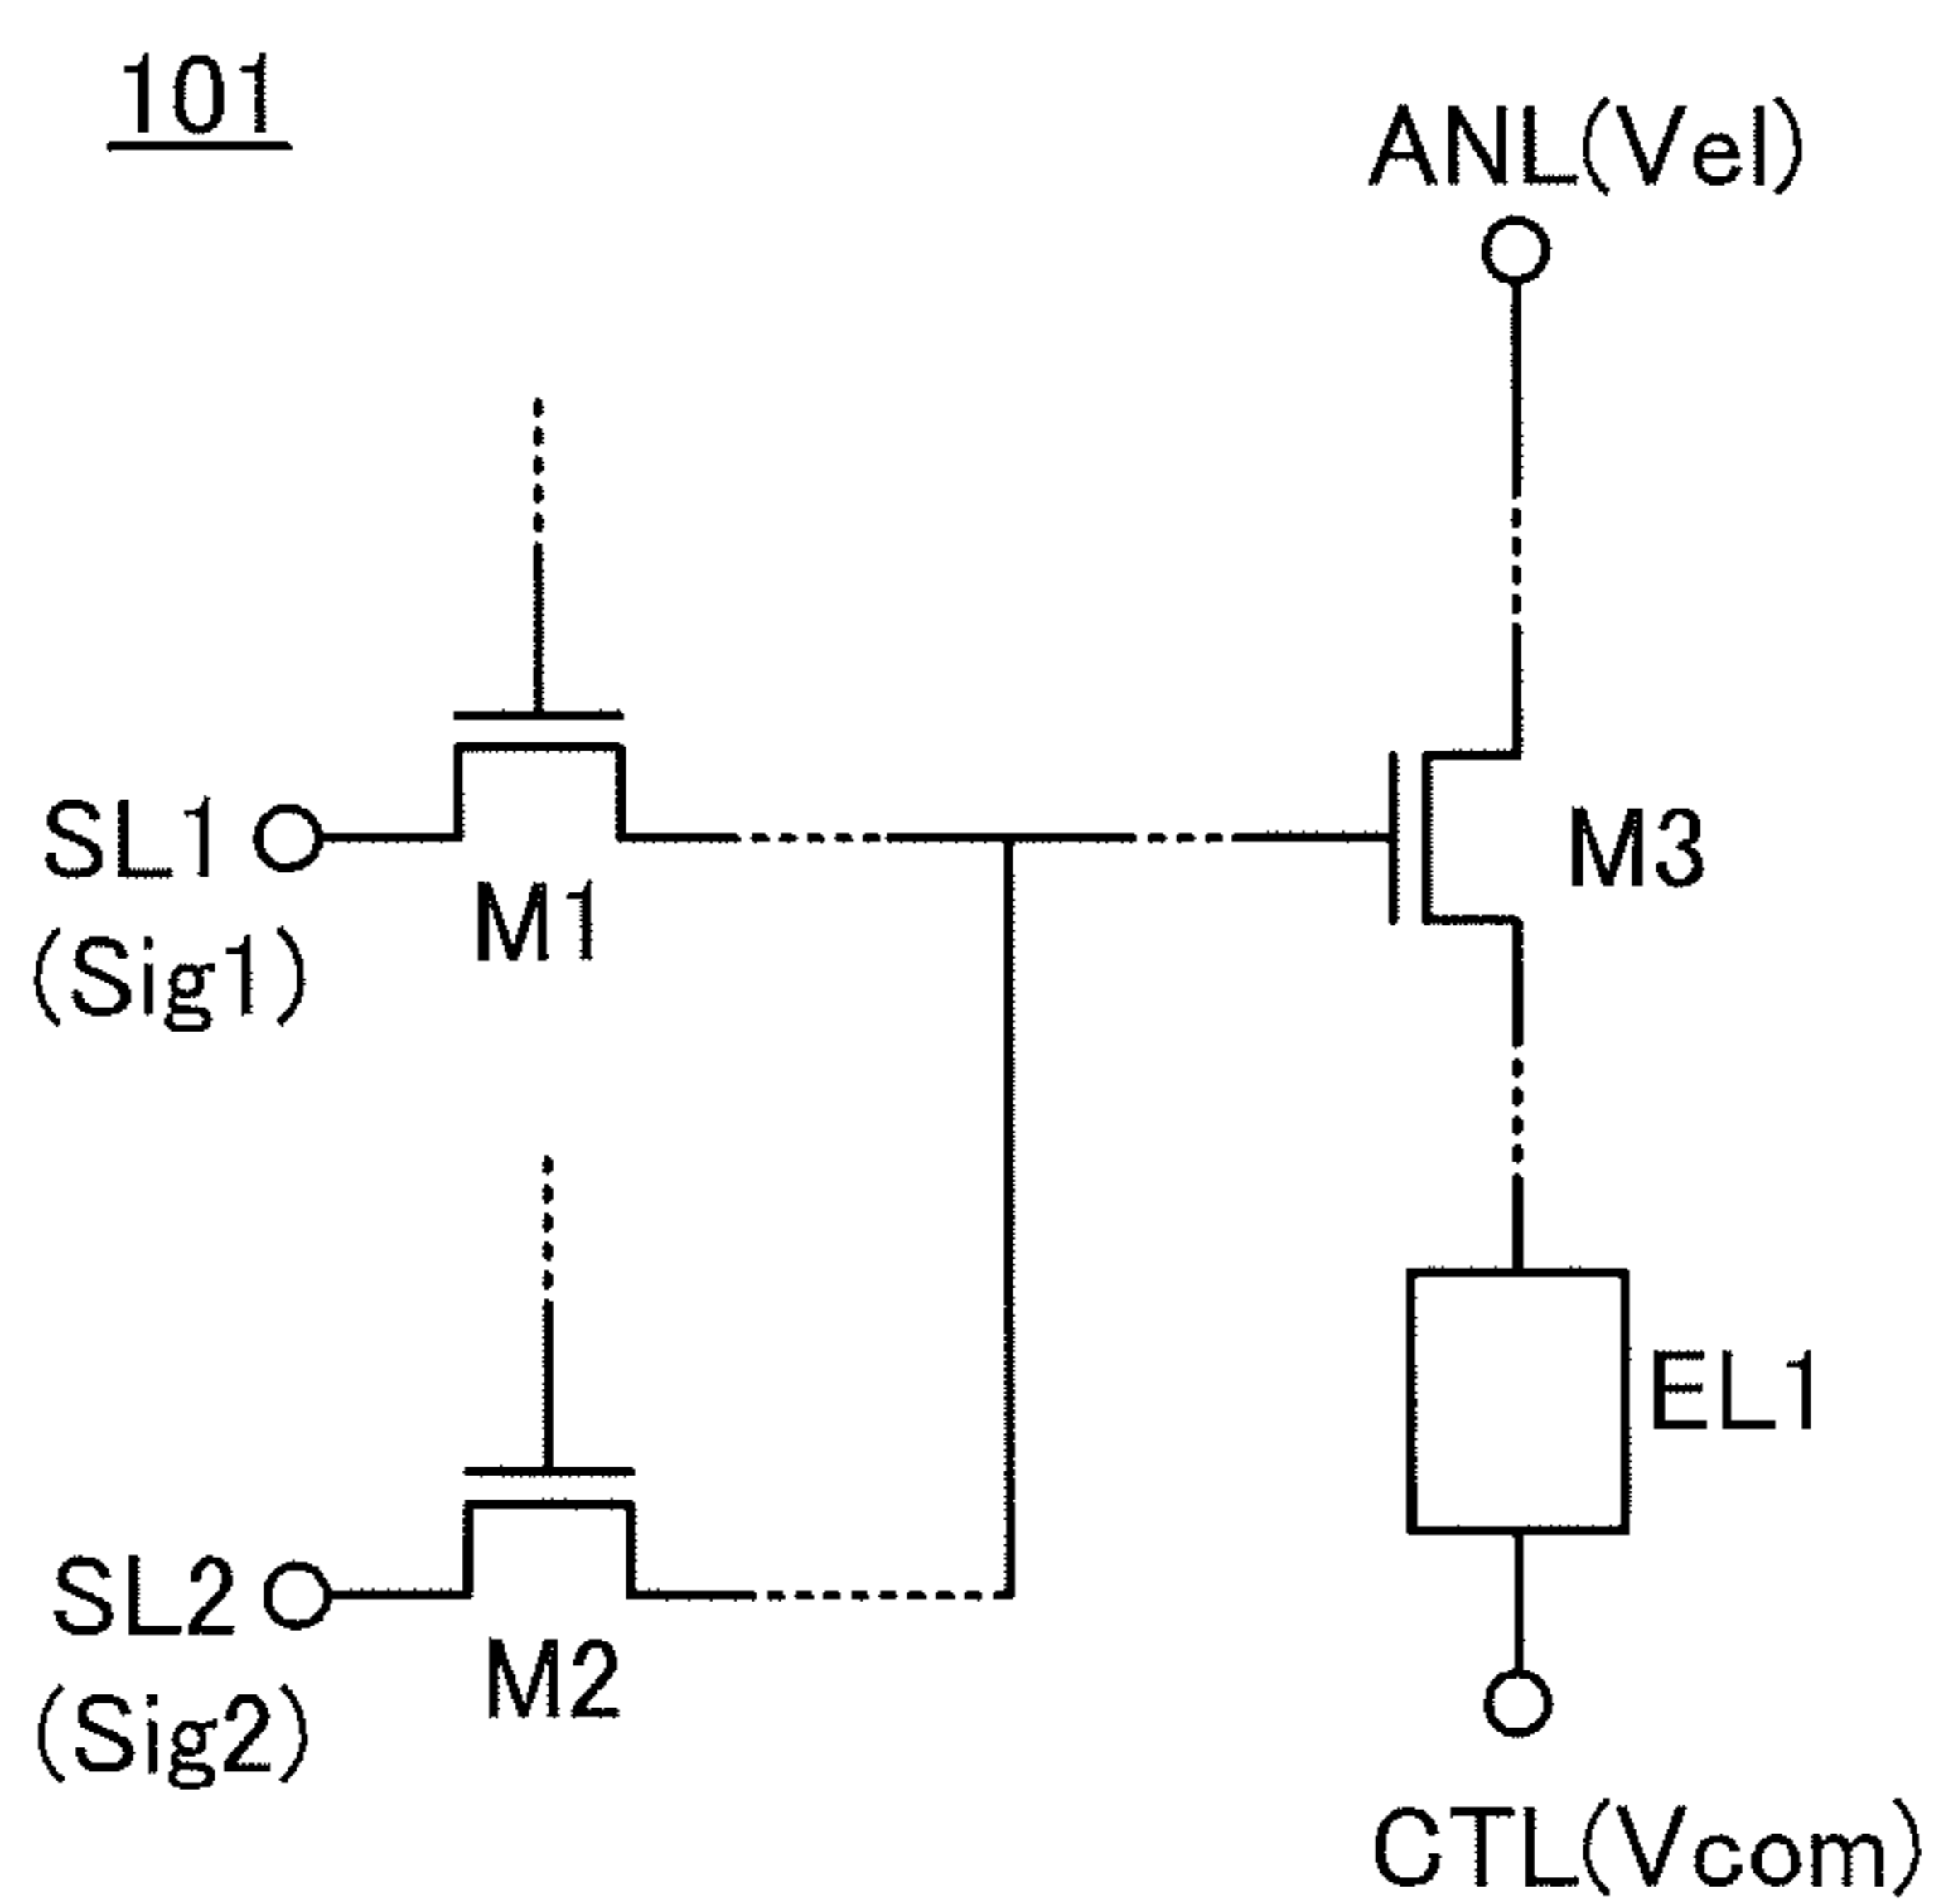 101
ANL(Vel)
SL1
(Sig1)
M1
M3
EL1
SL2
(Sig2)
M2
CTL(Vcom)